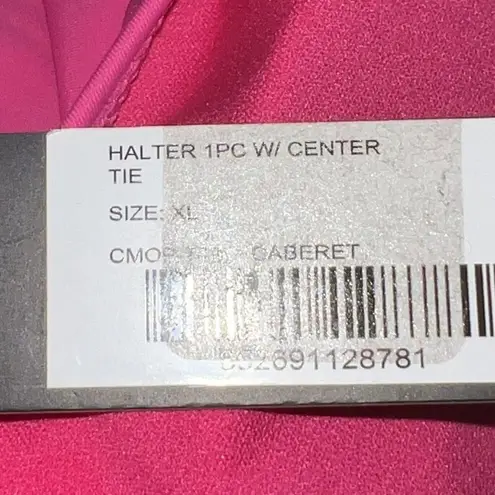 HALTER 1PC W/ CENTER
TIE
SIZE: XL
CABERET